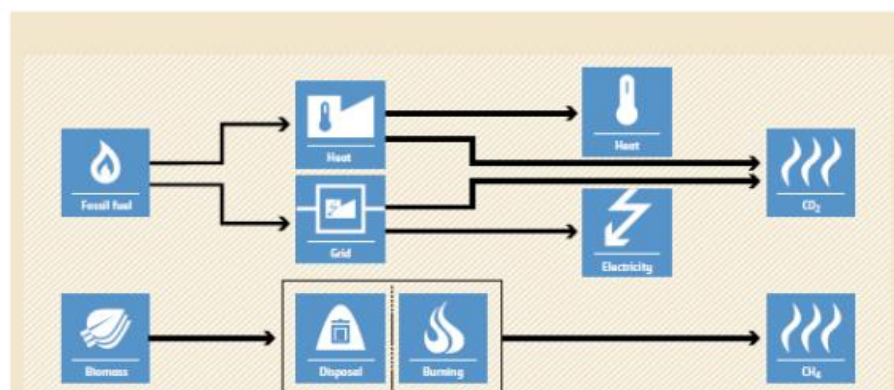 Heat
Heat
Fossil fuel
CO₂
Grid
Electricity
Biomass
Disposal
Burning
CH₄